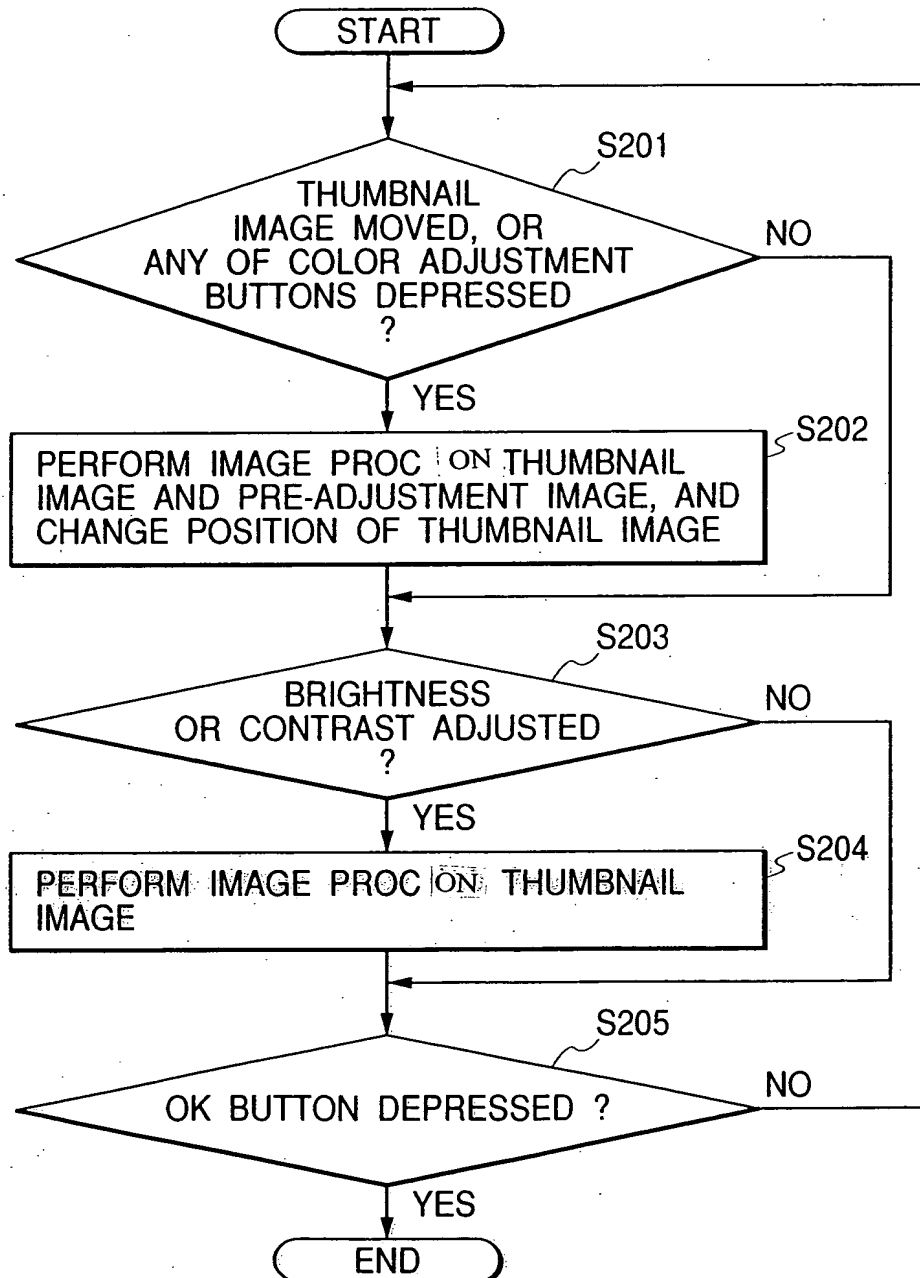 START
S201
THUMBNAIL
IMAGE MOVED, OR
ANY OF COLOR ADJUSTMENT
BUTTONS DEPRESSED
?
NO
YES
S202
PERFORM IMAGE PROC ON THUMBNAIL
IMAGE AND PRE-ADJUSTMENT IMAGE, AND
CHANGE POSITION OF THUMBNAIL IMAGE
S203
BRIGHTNESS
OR CONTRAST ADJUSTED
?
NO
YES
S204
PERFORM IMAGE PROC ON THUMBNAIL
IMAGE
S205
OK BUTTON DEPRESSED ?
NO
YES
END